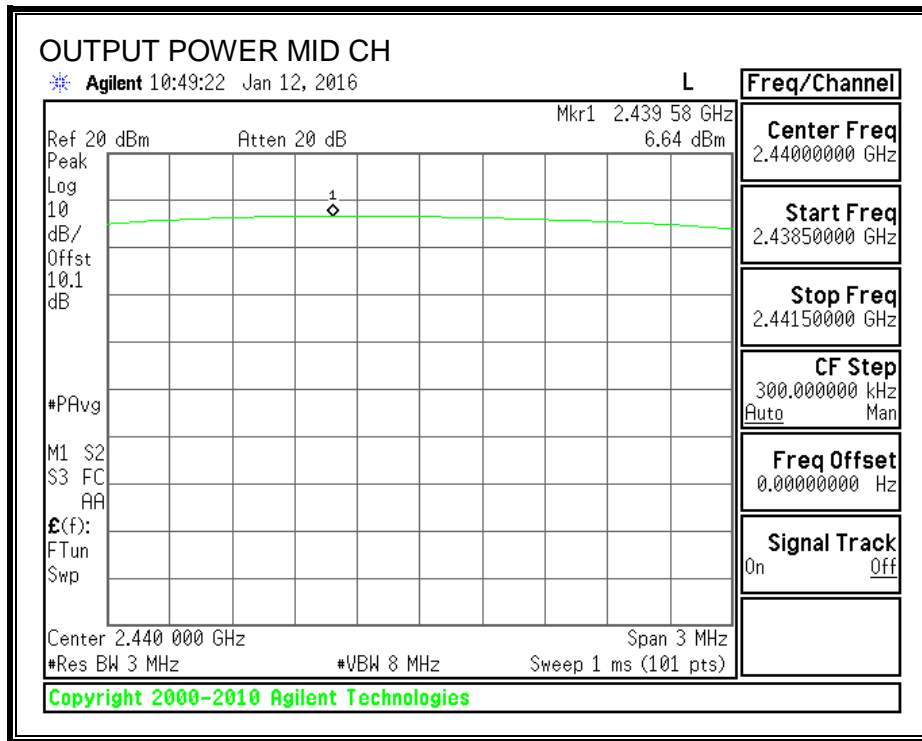 OUTPUT POWER MID CH
Agilent 10:49:22 Jan 12, 2016 L
Mkr1 2.439 58 GHz
Ref 20 dBm Atten 20 dB 6.64 dBm
Peak
Log
10
dB/
Offst
10.1
dB
1
#PAvg
M1 S2
S3 FC
AA
£(f):
FTun
Swp
Center 2.440 000 GHz Span 3 MHz
#Res BW 3 MHz #VBW 8 MHz Sweep 1 ms (101 pts)
Freq/Channel
Center Freq
2.44000000 GHz
Start Freq
2.43850000 GHz
Stop Freq
2.44150000 GHz
CF Step
300.000000 kHz
Auto Man
Freq Offset
0.00000000 Hz
Signal Track
On Off
Copyright 2000-2010 Agilent Technologies